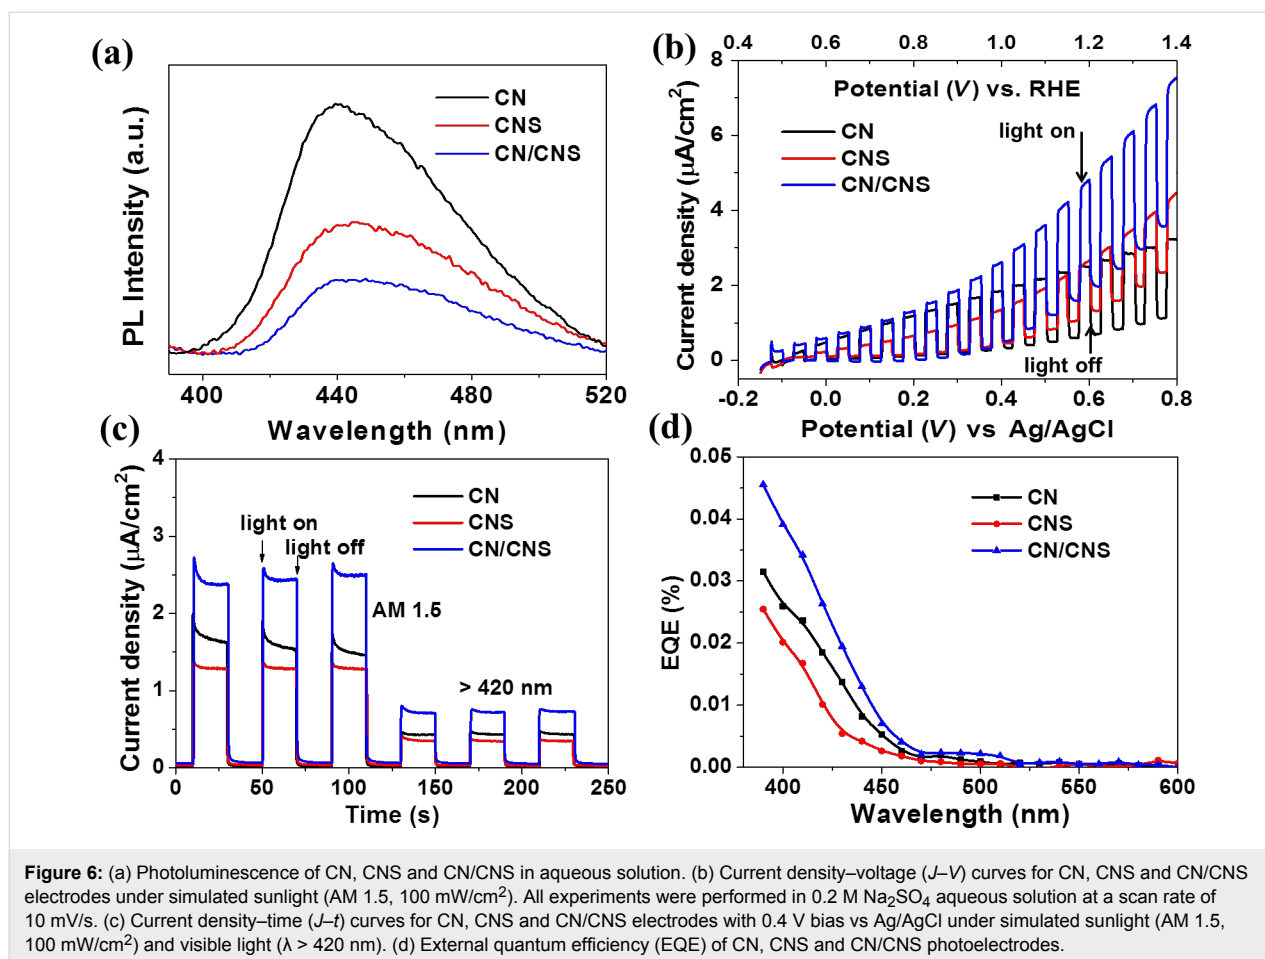 (a)
CN
CNS
CN/CNS
PL Intensity (a.u.)
400 440 480 520
Wavelength (nm)
(b)
0.4 0.6 0.8 1.0 1.2 1.4
Potential (V) vs. RHE
CN
CNS
CN/CNS
light on
light off
8
6
4
2
0
Current density (µA/cm²)
-0.2 0.0 0.2 0.4 0.6 0.8
Potential (V) vs Ag/AgCl
(c)
4
3
2
1
0
Current density (µA/cm²)
CN
CNS
CN/CNS
light on
light off
AM 1.5
> 420 nm
0 50 100 150 200 250
Time (s)
(d)
0.05
0.04
0.03
0.02
0.01
0.00
EQE (%)
CN
CNS
CN/CNS
400 450 500 550 600
Wavelength (nm)
Figure 6: (a) Photoluminescence of CN, CNS and CN/CNS in aqueous solution. (b) Current density–voltage (J–V) curves for CN, CNS and CN/CNS
electrodes under simulated sunlight (AM 1.5, 100 mW/cm²). All experiments were performed in 0.2 M Na₂SO₄ aqueous solution at a scan rate of
10 mV/s. (c) Current density–time (J–t) curves for CN, CNS and CN/CNS electrodes with 0.4 V bias vs Ag/AgCl under simulated sunlight (AM 1.5,
100 mW/cm²) and visible light (λ > 420 nm). (d) External quantum efficiency (EQE) of CN, CNS and CN/CNS photoelectrodes.